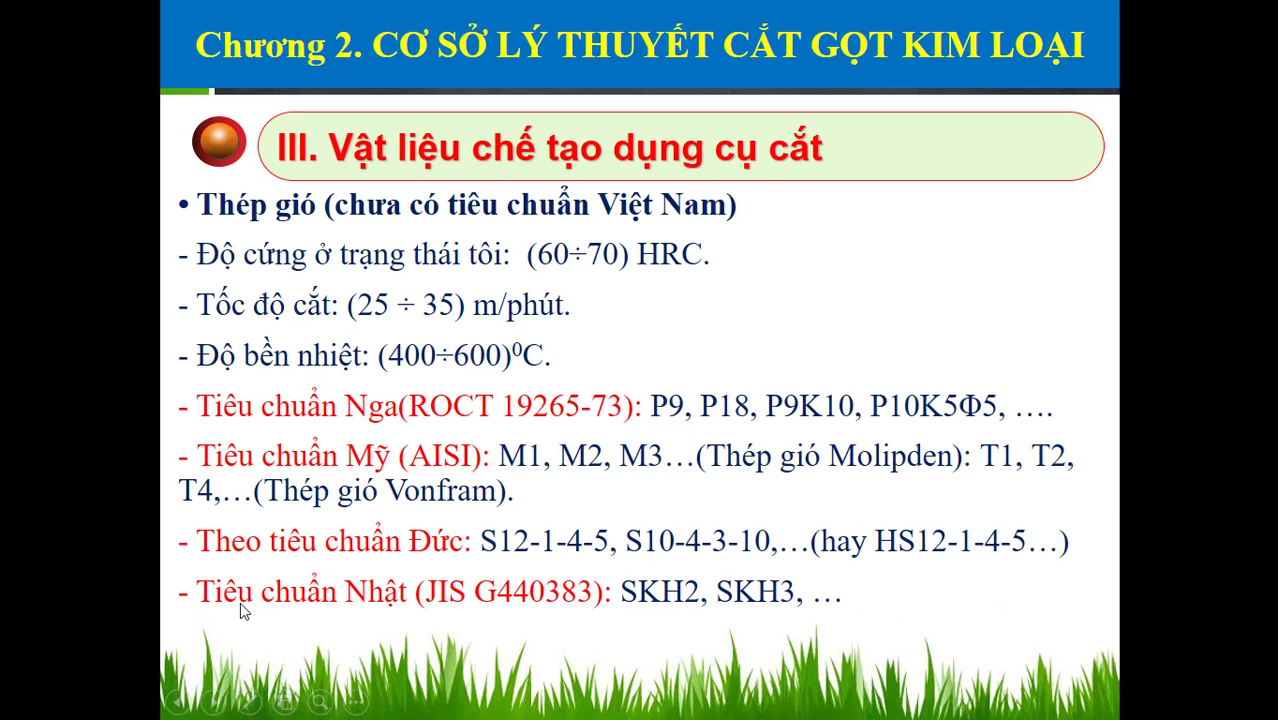 Chương 2. CƠ SỞ LÝ THUYẾT CẮT GỌT KIM LOẠI
III. Vật liệu chế tạo dụng cụ cắt
• Thép gió (chưa có tiêu chuẩn Việt Nam)
- Độ cứng ở trạng thái tôi: (60÷70) HRC.
- Tốc độ cắt: (25 ÷ 35) m/phút.
- Độ bền nhiệt: (400÷600)⁰C.
- Tiêu chuẩn Nga(ROCT 19265-73): P9, P18, P9K10, P10K5Φ5, ….
- Tiêu chuẩn Mỹ (AISI): M1, M2, M3…(Thép gió Molipden): T1, T2,
T4,…(Thép gió Vonfram).
- Theo tiêu chuẩn Đức: S12-1-4-5, S10-4-3-10,…(hay HS12-1-4-5…)
- Tiêu chuẩn Nhật (JIS G440383): SKH2, SKH3, …